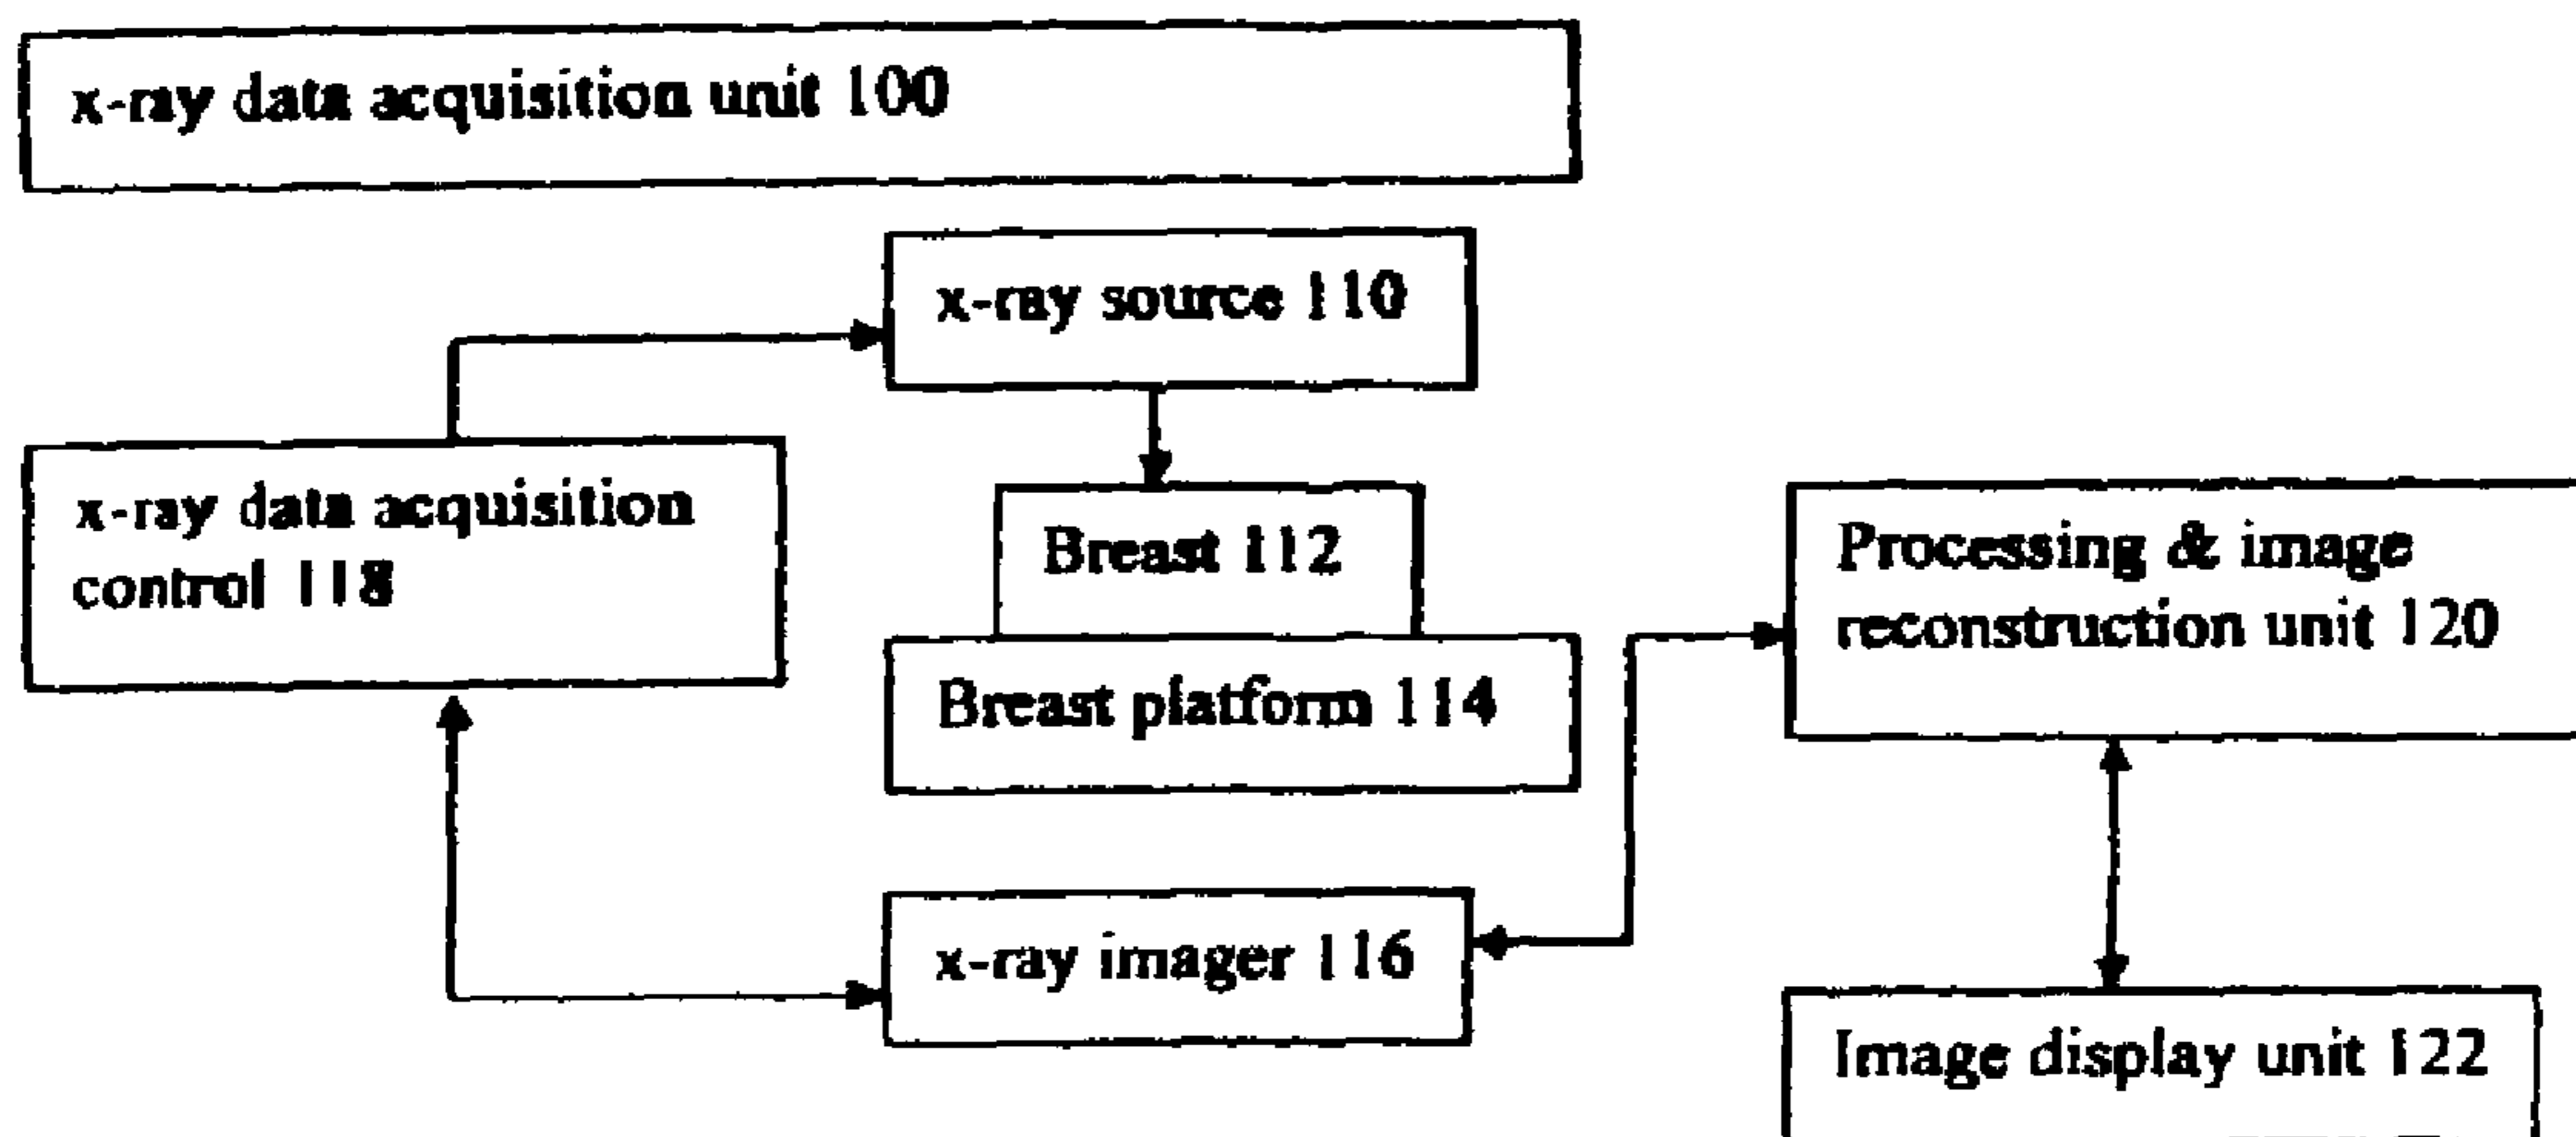 x-ray data acquisition unit 100
x-ray source 110
x-ray data acquisition
control 118
Breast 112
Processing & image
reconstruction unit 120
Breast platform 114
x-ray imager 116
Image display unit 122